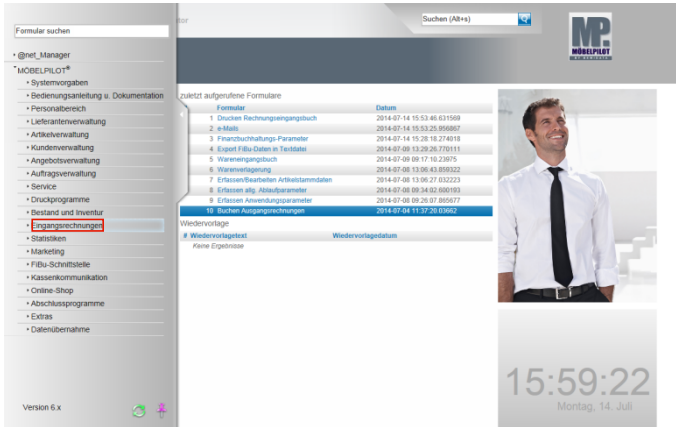 Formular suchen
tor
Suchen (Alt+s)
MP.
MÖBELPILOT
• @net_Manager
MÖBELPILOT®
• Systemvorgaben
• Bedienungsanleitung u. Dokumentation
• Personalbereich
• Lieferantenverwaltung
• Artikelverwaltung
• Kundenverwaltung
• Angebotsverwaltung
• Auftragsverwaltung
• Service
• Druckprogramme
• Bestand und Inventur
• Eingangsrechnungen
• Statistiken
• Marketing
• FiBu-Schnittstelle
• Kassenkommunikation
• Online-Shop
• Abschlussprogramme
• Extras
• Datenübernahme
Version 6.x
zuletzt aufgerufene Formulare
Formular Datum
1 Drucken Rechnungseingangsbuch 2014-07-14 15:53:46.631569
2 e-Mails 2014-07-14 15:53:25.956867
3 Finanzbuchhaltungs-Parameter 2014-07-14 15:28:18.274018
4 Export FiBu-Daten in Textdatei 2014-07-09 13:29:26.770111
5 Wareneingangsbuch 2014-07-09 09:17:10.23975
6 Warenverlagerung 2014-07-08 13:06:43.859322
7 Erfassen/Bearbeiten Artikelstammdaten 2014-07-08 13:06:27.032223
8 Erfassen allg. Ablaufparameter 2014-07-08 09:34:02.600193
9 Erfassen Anwendungsparameter 2014-07-08 09:26:07.865677
10 Buchen Ausgangsrechnungen 2014-07-04 11:37:20.03662
Wiedervorlage
# Wiedervorlagetext Wiedervorlagedatum
Keine Ergebnisse
15:59:22
Montag, 14. Juli